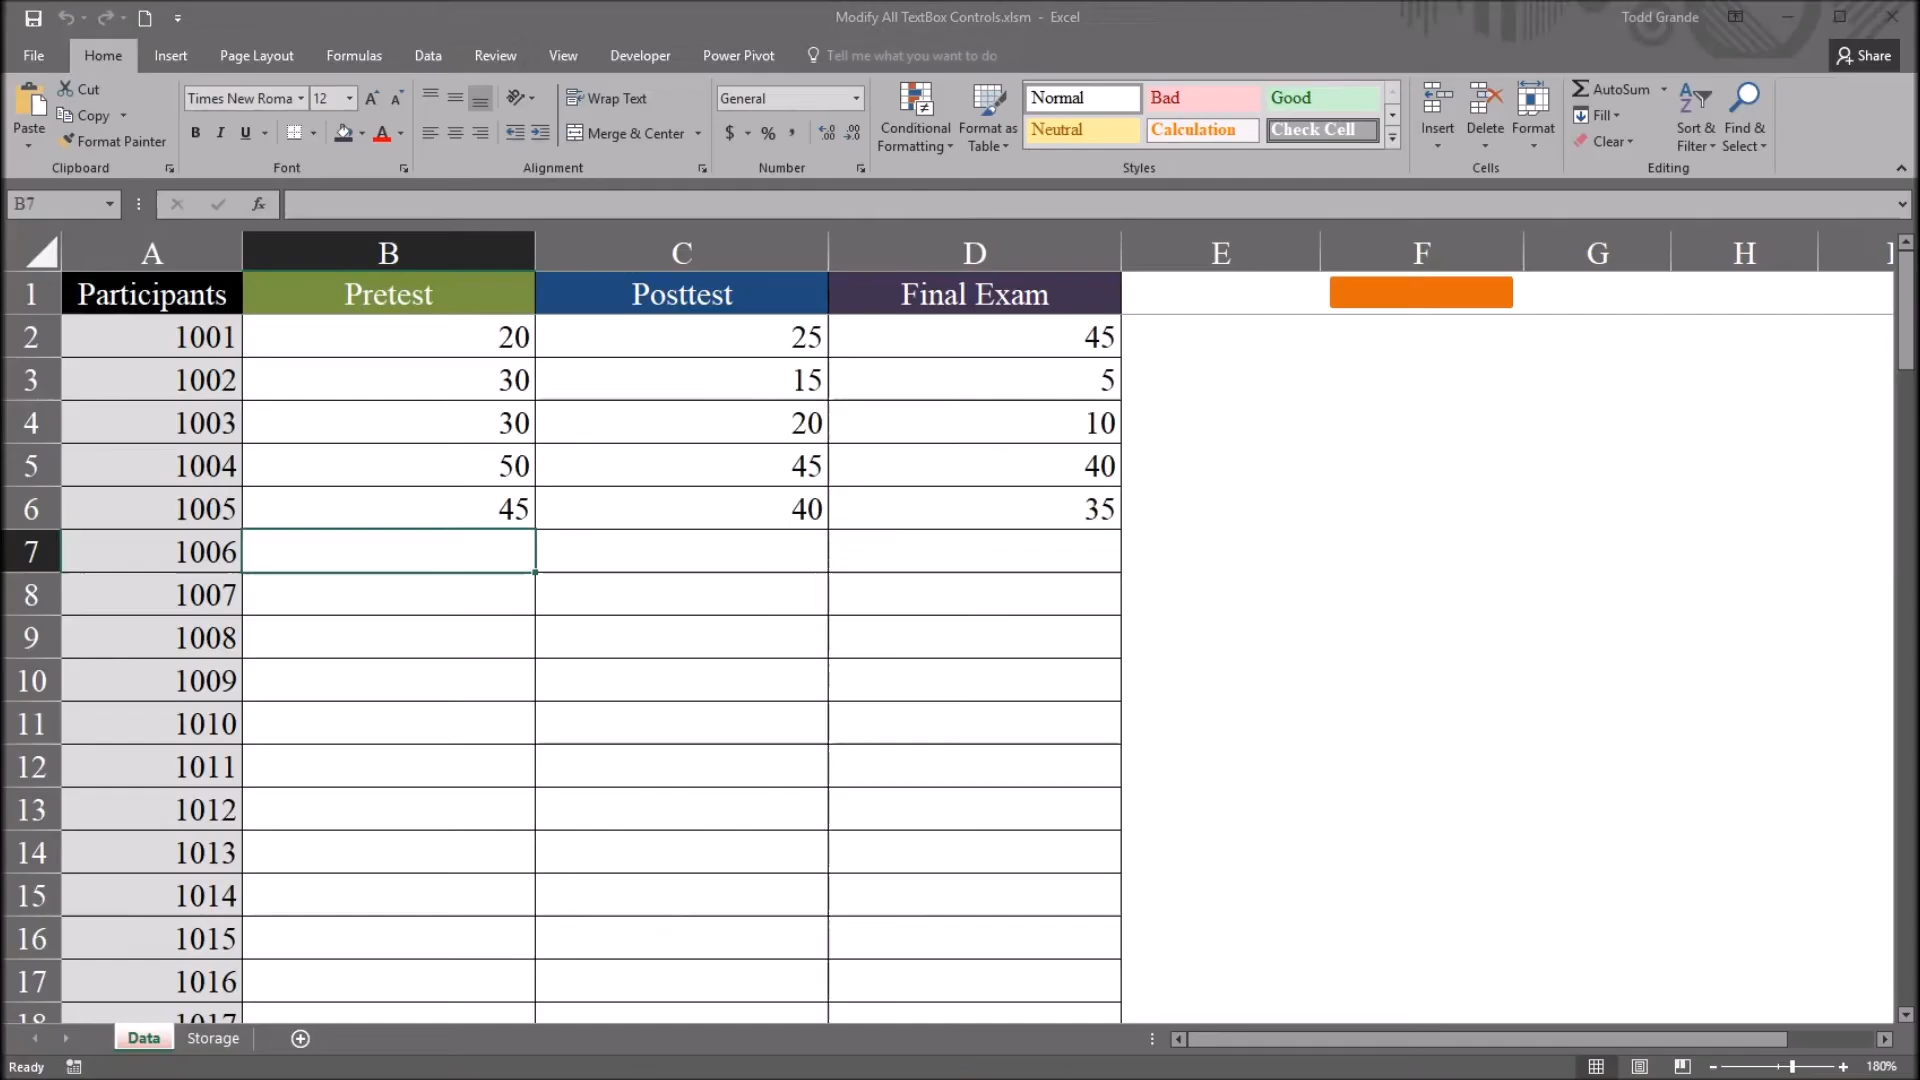 Modify All TextBox Controls.xlsm - Excel
Todd Grande
File Home Insert Page Layout Formulas Data Review View Developer Power Pivot Tell me what you want to do Share
Paste
Cut
Copy
Format Painter
Clipboard
Times New Roma 12
B I U
Font
Wrap Text
Merge & Center
Alignment
General
$ % ,
Number
Conditional Formatting
Format as Table
Normal Bad Good
Neutral Calculation Check Cell
Styles
Insert Delete Format
Cells
AutoSum
Fill
Clear
Sort & Filter
Find & Select
Editing
B7 fx
A B C D E F G H
1 Participants Pretest Posttest Final Exam
2 1001 20 25 45
3 1002 30 15 5
4 1003 30 20 10
5 1004 50 45 40
6 1005 45 40 35
7 1006
8 1007
9 1008
10 1009
11 1010
12 1011
13 1012
14 1013
15 1014
16 1015
17 1016
18 1017
Data Storage
Ready 180%